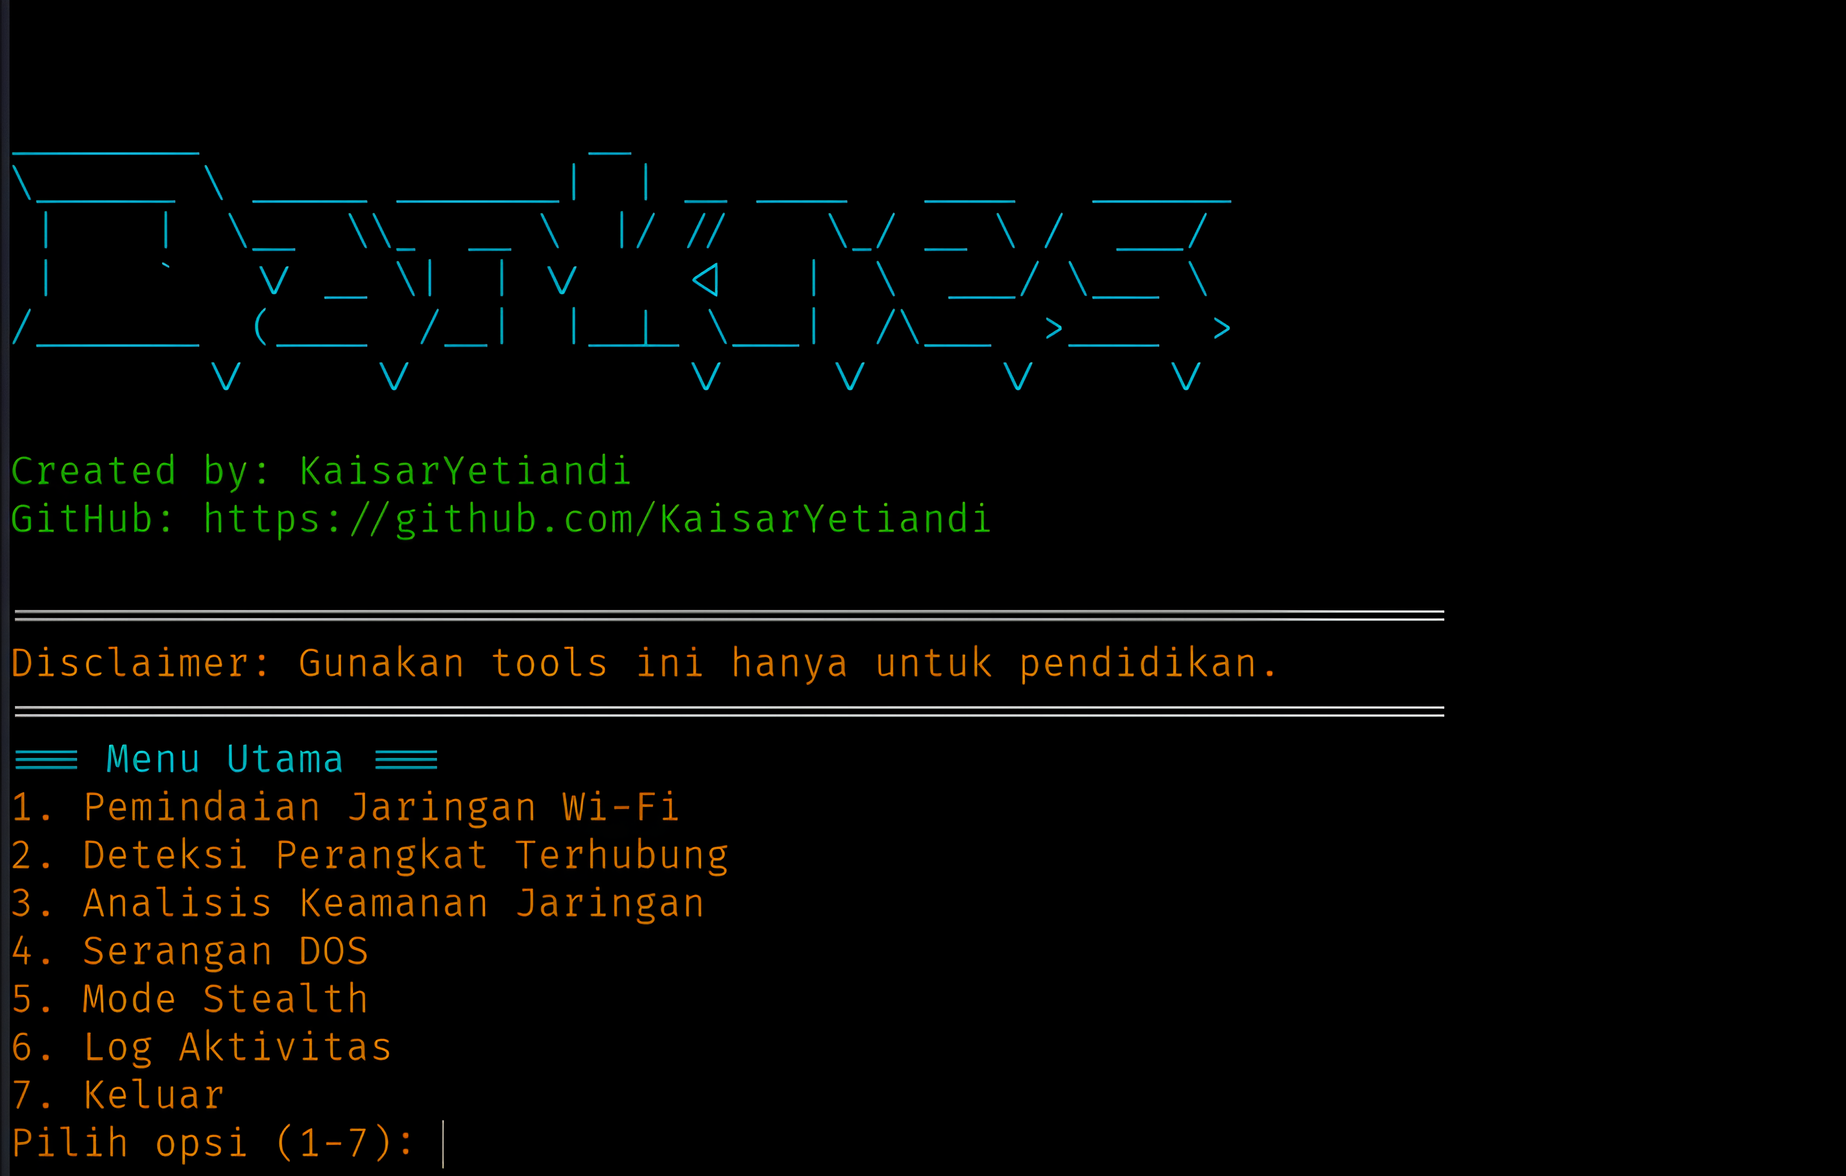 Darkres
Created by: KaisarYetiandi
GitHub: https://github.com/KaisarYetiandi
Disclaimer: Gunakan tools ini hanya untuk pendidikan.
=== Menu Utama ===
1. Pemindaian Jaringan Wi-Fi
2. Deteksi Perangkat Terhubung
3. Analisis Keamanan Jaringan
4. Serangan DOS
5. Mode Stealth
6. Log Aktivitas
7. Keluar
Pilih opsi (1-7):